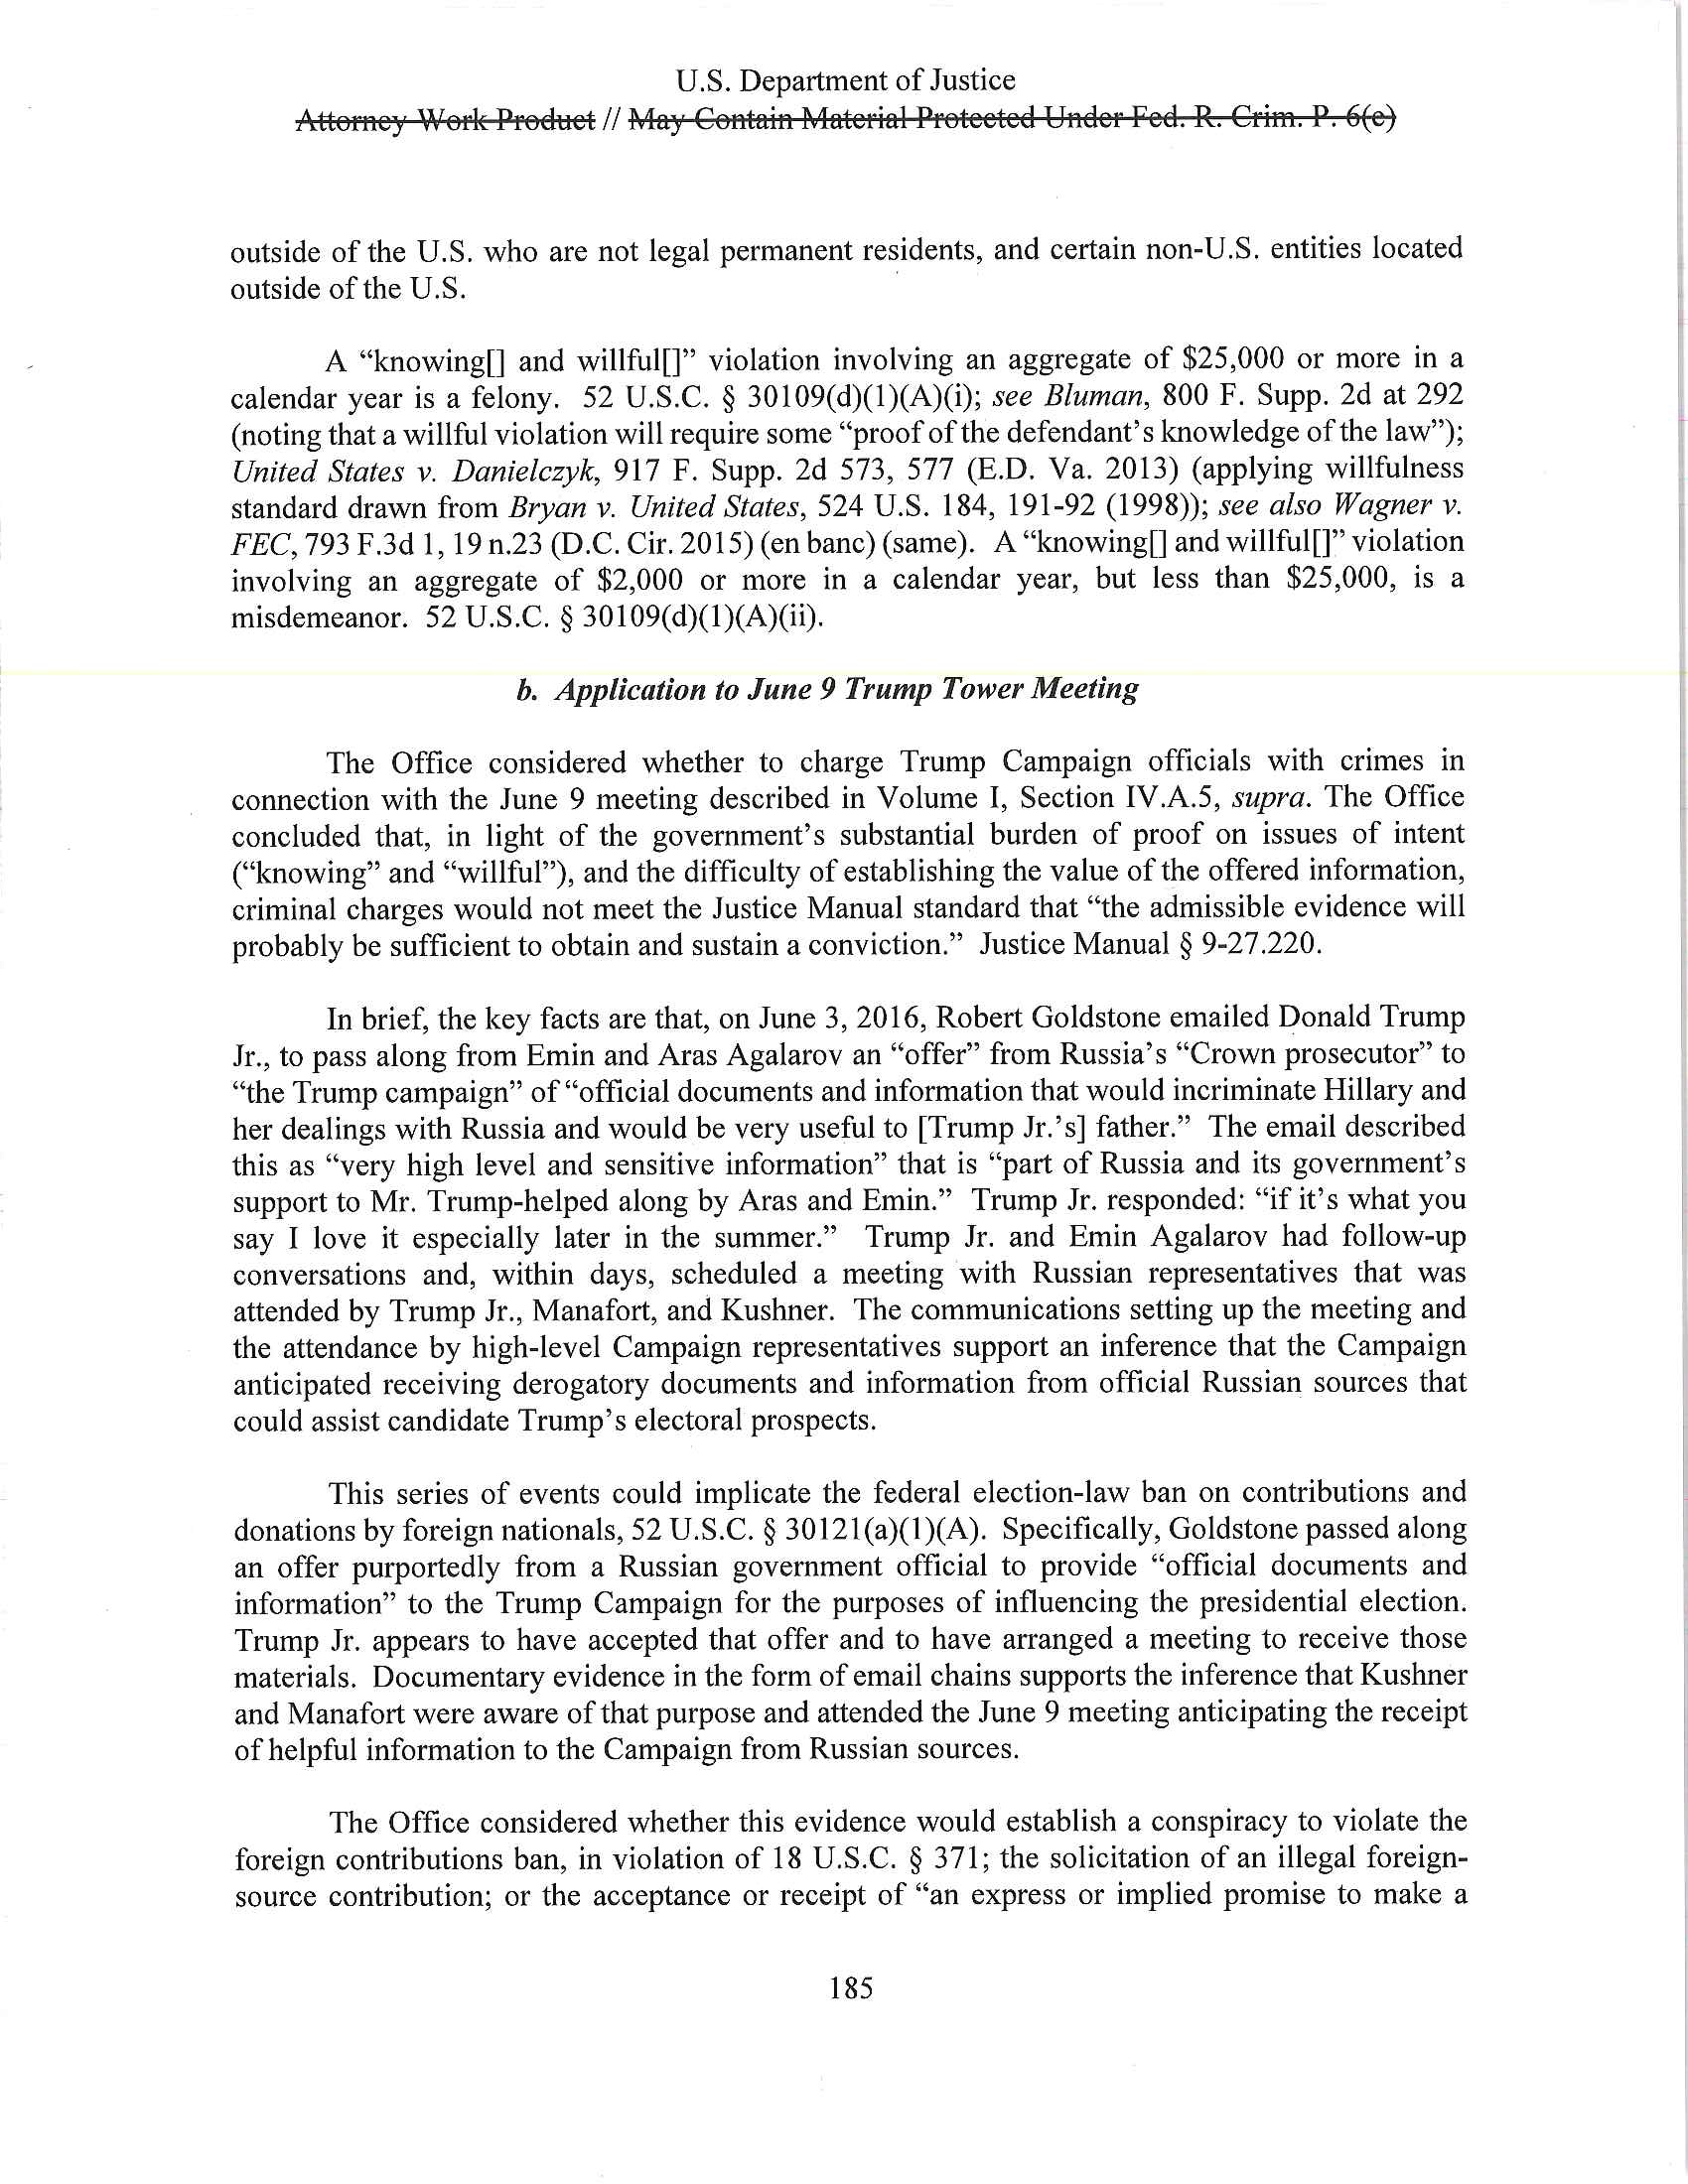 U.S. Department of Justice
Attorney Work Product // May Contain Material Protected Under Fed. R. Crim. P. 6(e)
outside of the U.S. who are not legal permanent residents, and certain non-U.S. entities located
outside of the U.S.
A “knowing[] and willful[]” violation involving an aggregate of $25,000 or more in a
calendar year is a felony. 52 U.S.C. § 30109(d)(1)(A)(i); see Bluman, 800 F. Supp. 2d at 292
(noting that a willful violation will require some “proof of the defendant’s knowledge of the law”);
United States v. Danielczyk, 917 F. Supp. 2d 573, 577 (E.D. Va. 2013) (applying willfulness
standard drawn from Bryan v. United States, 524 U.S. 184, 191-92 (1998)); see also Wagner v.
FEC, 793 F.3d 1, 19 n.23 (D.C. Cir. 2015) (en banc) (same). A “knowing[] and willful[]” violation
involving an aggregate of $2,000 or more in a calendar year, but less than $25,000, is a
misdemeanor. 52 U.S.C. § 30109(d)(1)(A)(ii).
b. Application to June 9 Trump Tower Meeting
The Office considered whether to charge Trump Campaign officials with crimes in
connection with the June 9 meeting described in Volume I, Section IV.A.5, supra. The Office
concluded that, in light of the government’s substantial burden of proof on issues of intent
(“knowing” and “willful”), and the difficulty of establishing the value of the offered information,
criminal charges would not meet the Justice Manual standard that “the admissible evidence will
probably be sufficient to obtain and sustain a conviction.” Justice Manual § 9-27.220.
In brief, the key facts are that, on June 3, 2016, Robert Goldstone emailed Donald Trump
Jr., to pass along from Emin and Aras Agalarov an “offer” from Russia’s “Crown prosecutor” to
“the Trump campaign” of “official documents and information that would incriminate Hillary and
her dealings with Russia and would be very useful to [Trump Jr.’s] father.” The email described
this as “very high level and sensitive information” that is “part of Russia and its government’s
support to Mr. Trump-helped along by Aras and Emin.” Trump Jr. responded: “if it’s what you
say I love it especially later in the summer.” Trump Jr. and Emin Agalarov had follow-up
conversations and, within days, scheduled a meeting with Russian representatives that was
attended by Trump Jr., Manafort, and Kushner. The communications setting up the meeting and
the attendance by high-level Campaign representatives support an inference that the Campaign
anticipated receiving derogatory documents and information from official Russian sources that
could assist candidate Trump’s electoral prospects.
This series of events could implicate the federal election-law ban on contributions and
donations by foreign nationals, 52 U.S.C. § 30121(a)(1)(A). Specifically, Goldstone passed along
an offer purportedly from a Russian government official to provide “official documents and
information” to the Trump Campaign for the purposes of influencing the presidential election.
Trump Jr. appears to have accepted that offer and to have arranged a meeting to receive those
materials. Documentary evidence in the form of email chains supports the inference that Kushner
and Manafort were aware of that purpose and attended the June 9 meeting anticipating the receipt
of helpful information to the Campaign from Russian sources.
The Office considered whether this evidence would establish a conspiracy to violate the
foreign contributions ban, in violation of 18 U.S.C. § 371; the solicitation of an illegal foreign-
source contribution; or the acceptance or receipt of “an express or implied promise to make a
185